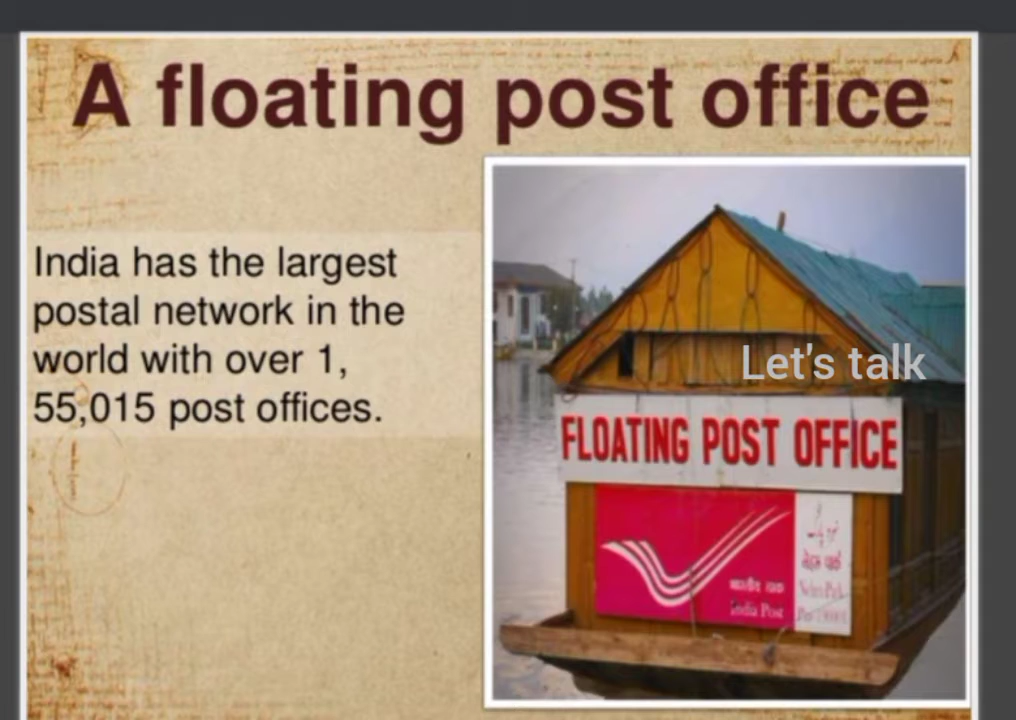 A floating post office
India has the largest
postal network in the
world with over 1,
55,015 post offices.
Let's talk
FLOATING POST OFFICE
India Post